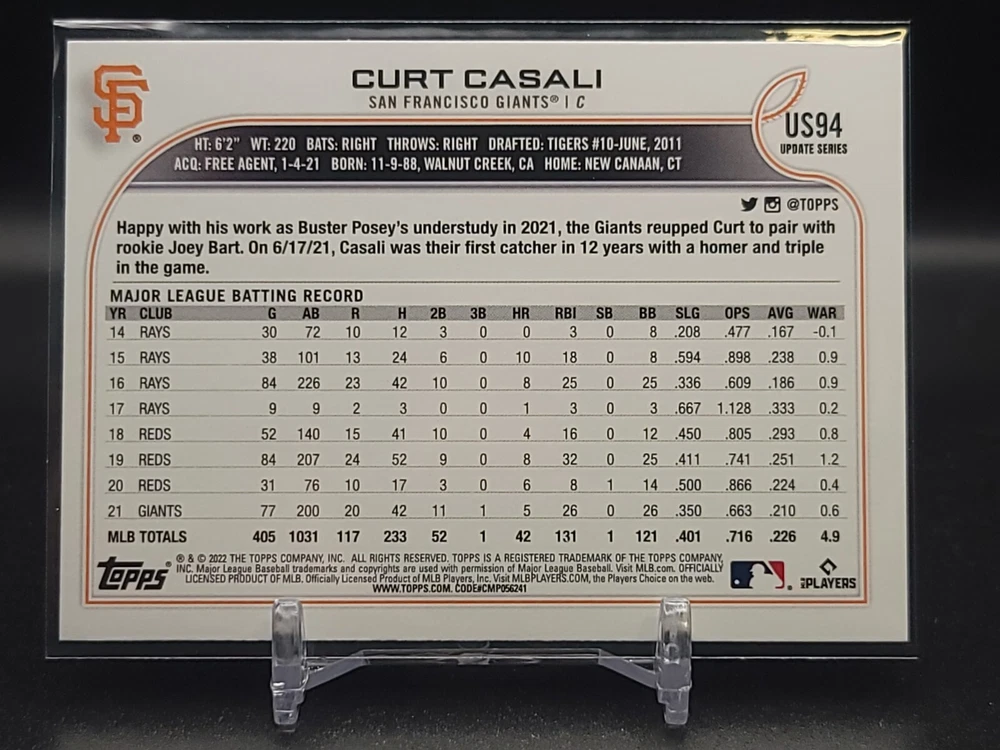 SF®
CURT CASALI
SAN FRANCISCO GIANTS® | C
US94
UPDATE SERIES
HT: 6'2" WT: 220 BATS: RIGHT THROWS: RIGHT DRAFTED: TIGERS #10-JUNE, 2011
ACQ: FREE AGENT, 1-4-21 BORN: 11-9-88, WALNUT CREEK, CA HOME: NEW CANAAN, CT
@TOPPS
Happy with his work as Buster Posey's understudy in 2021, the Giants reupped Curt to pair with
rookie Joey Bart. On 6/17/21, Casali was their first catcher in 12 years with a homer and triple
in the game.
MAJOR LEAGUE BATTING RECORD
YR CLUB G AB R H 2B 3B HR RBI SB BB SLG OPS AVG WAR
14 RAYS 30 72 10 12 3 0 0 3 0 8 .208 .477 .167 -0.1
15 RAYS 38 101 13 24 6 0 10 18 0 8 .594 .898 .238 0.9
16 RAYS 84 226 23 42 10 0 8 25 0 25 .336 .609 .186 0.9
17 RAYS 9 9 2 3 0 0 1 3 0 3 .667 1.128 .333 0.2
18 REDS 52 140 15 41 10 0 4 16 0 12 .450 .805 .293 0.8
19 REDS 84 207 24 52 9 0 8 32 0 25 .411 .741 .251 1.2
20 REDS 31 76 10 17 3 0 6 8 1 14 .500 .866 .224 0.4
21 GIANTS 77 200 20 42 11 1 5 26 0 26 .350 .663 .210 0.6
MLB TOTALS 405 1031 117 233 52 1 42 131 1 121 .401 .716 .226 4.9
topps®
® & © 2022 THE TOPPS COMPANY, INC. ALL RIGHTS RESERVED. TOPPS IS A REGISTERED TRADEMARK OF THE TOPPS COMPANY,
INC. Major League Baseball trademarks and copyrights are used with permission of Major League Baseball. Visit MLB.com. OFFICIALLY
LICENSED PRODUCT OF MLB. Officially Licensed Product of MLB Players, Inc. Visit MLBPLAYERS.COM, the Players Choice on the web.
WWW.TOPPS.COM. CODE#CMP056241
MLB PLAYERS